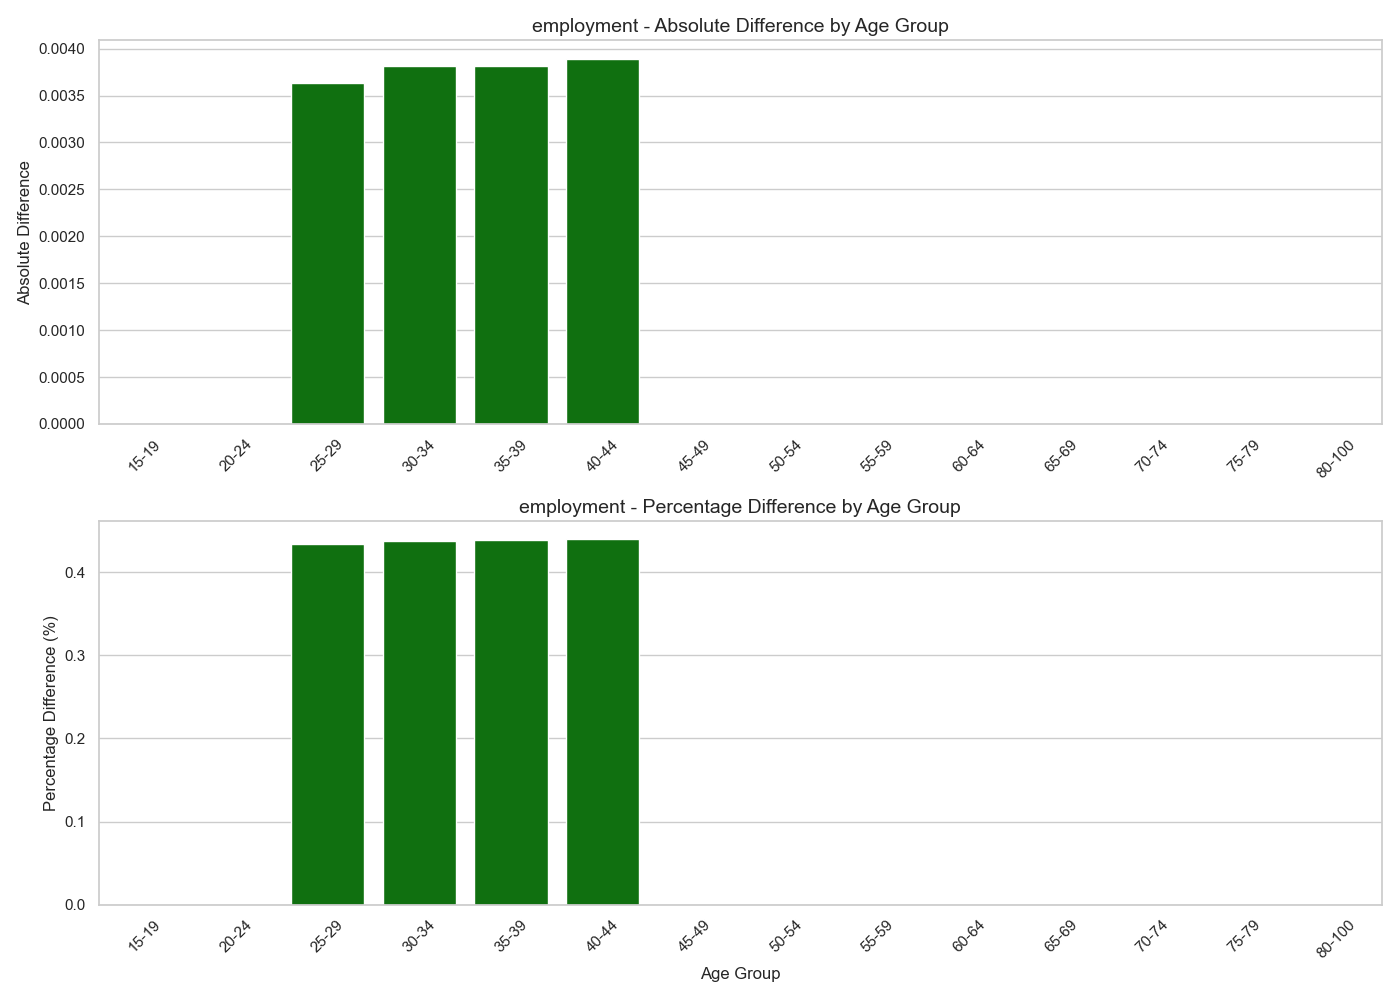 employment - Absolute Difference by Age Group
Absolute Difference
0.0040
0.0035
0.0030
0.0025
0.0020
0.0015
0.0010
0.0005
0.0000
15-19 20-24 25-29 30-34 35-39 40-44 45-49 50-54 55-59 60-64 65-69 70-74 75-79 80-100
employment - Percentage Difference by Age Group
Percentage Difference (%)
0.4
0.3
0.2
0.1
0.0
15-19 20-24 25-29 30-34 35-39 40-44 45-49 50-54 55-59 60-64 65-69 70-74 75-79 80-100
Age Group